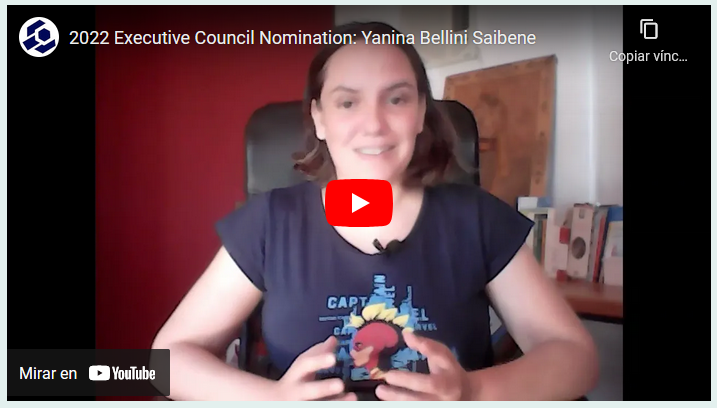 2022 Executive Council Nomination: Yanina Bellini Saibene
Copiar vínc...
CAPT
Mirar en YouTube